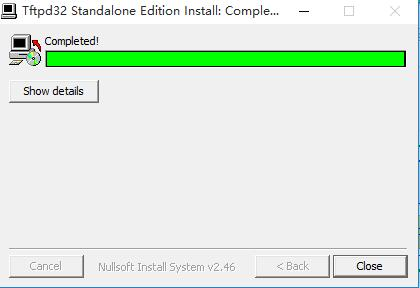 Tftpd32 Standalone Edition Install: Comple...
Completed!
Show details
Cancel
Nullsoft Install System v2.46
< Back
Close